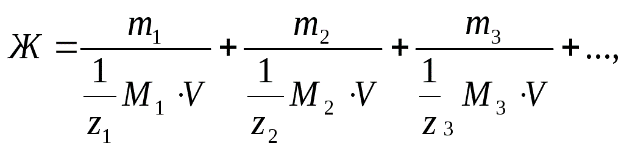 Ж = m₁ / (1/z₁ M₁ · V) + m₂ / (1/z₂ M₂ · V) + m₃ / (1/z₃ M₃ · V) + ...,